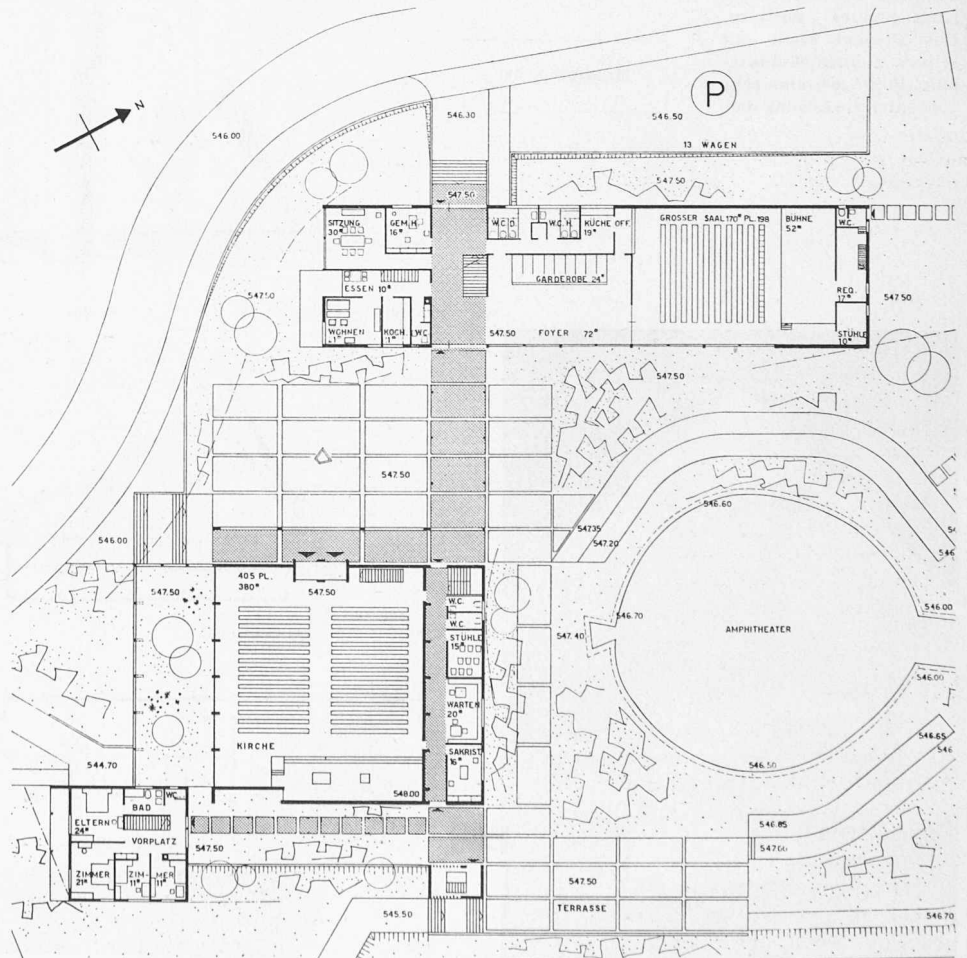 P
N
546.30
546.50
546.00
13 WAGEN
547.50
547.50
SITZUNG
30
GEM.H.
16
W.C. D.
W.C. H.
KÜCHE OFF.
19
GROSSER SAAL 170 PL. 198
BÜHNE
52
W.C.
ESSEN 10
GARDEROBE 24
REQ.
17
547.50
547.50
WOHNEN
KOCH.
W.C.
547.50
FOYER 72
STÜHLE
10
547.50
547.50
546.60
547.35
547.20
546.00
405 PL.
380
547.50
547.50
W.C.
W.C.
546.70
546.00
547.40
STÜHLE
15
AMPHITHEATER
WARTEN
20
546.00
KIRCHE
SAKRIST.
16
546.65
546
544.70
546.50
548.00
BAD
WC
ELTERN
24
546.85
VORPLATZ
547.50
547.00
ZIMMER
21
ZIM-
11
MER
11
547.50
TERRASSE
545.50
546.70